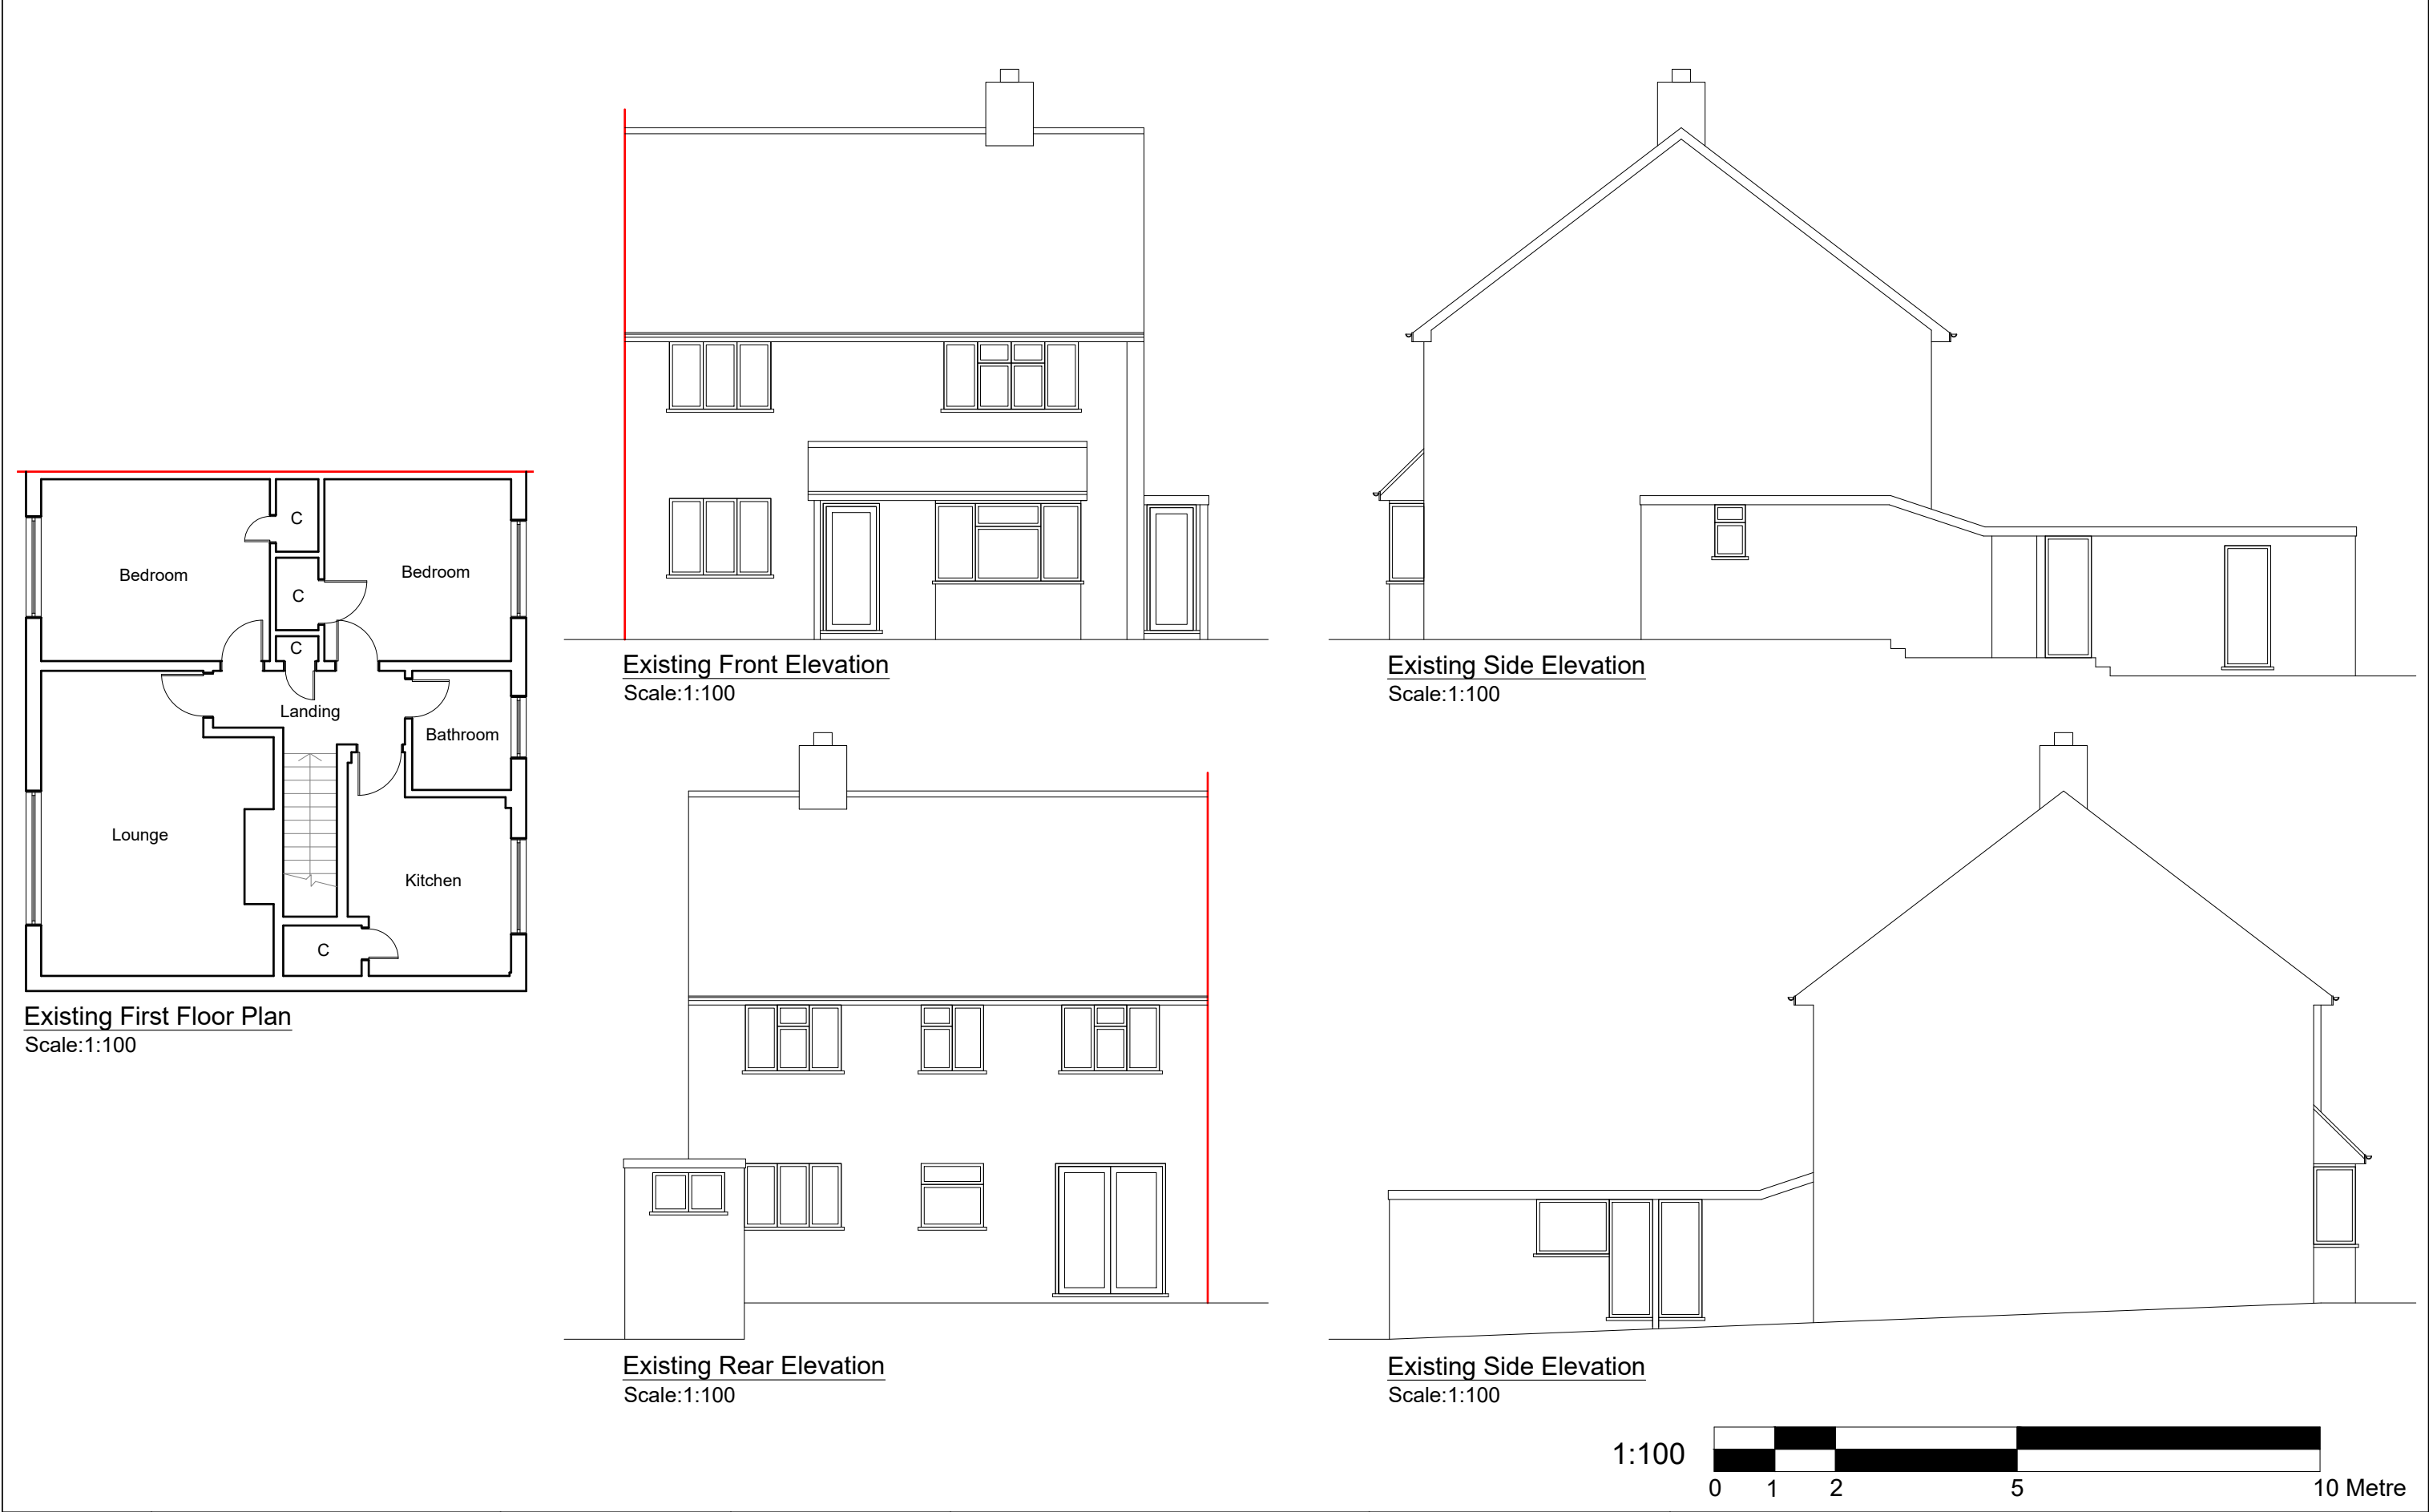 Existing Front Elevation
Scale:1:100
Existing Side Elevation
Scale:1:100
C
Bedroom
Bedroom
C
C
Landing
Bathroom
Lounge
Kitchen
C
Existing First Floor Plan
Scale:1:100
Existing Rear Elevation
Scale:1:100
Existing Side Elevation
Scale:1:100
1:100
0 1 2 5 10 Metre